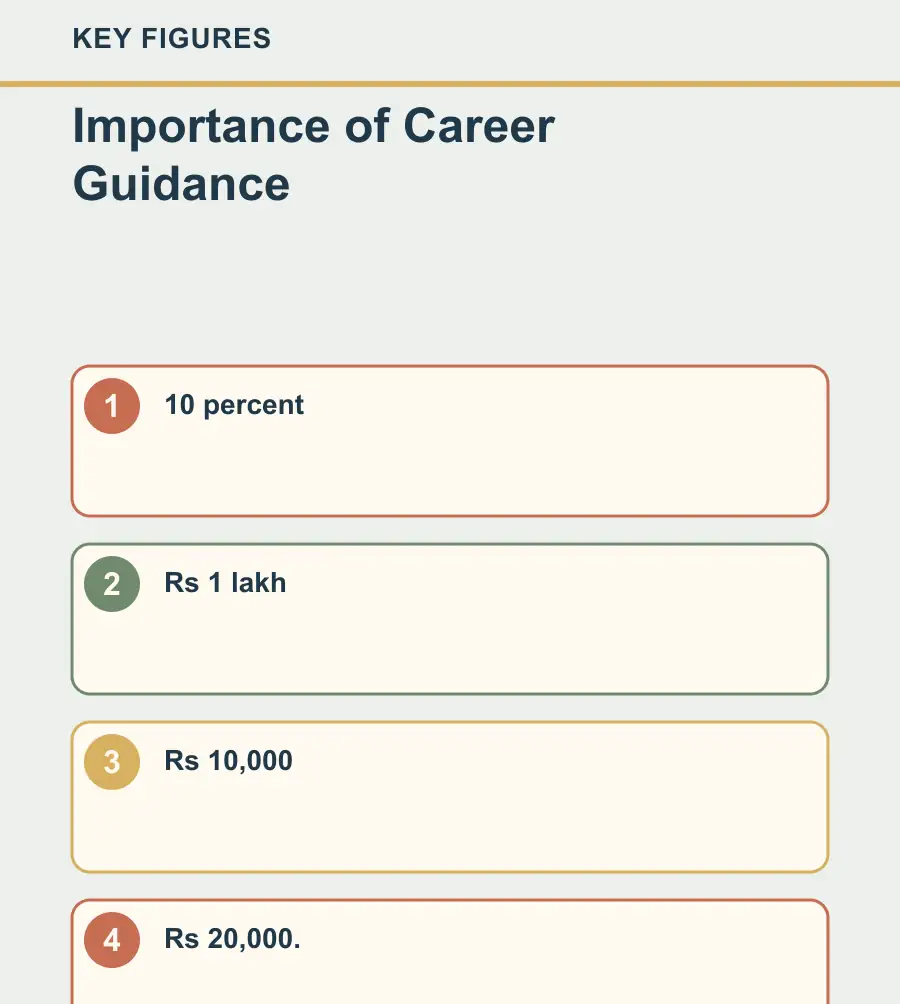 KEY FIGURES
Importance of Career
Guidance
1 10 percent
2 Rs 1 lakh
3 Rs 10,000
4 Rs 20,000.